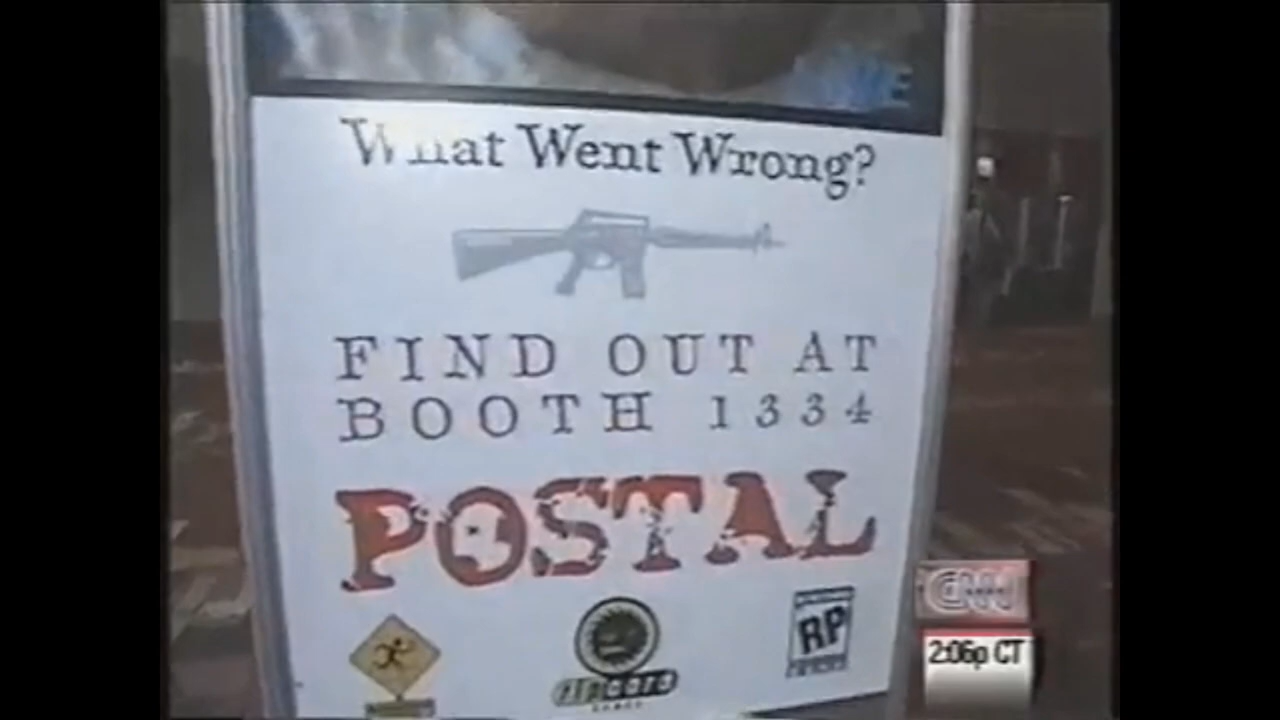 What Went Wrong?
FIND OUT AT
BOOTH 1334
POSTAL
RP
CNN
2:06p CT